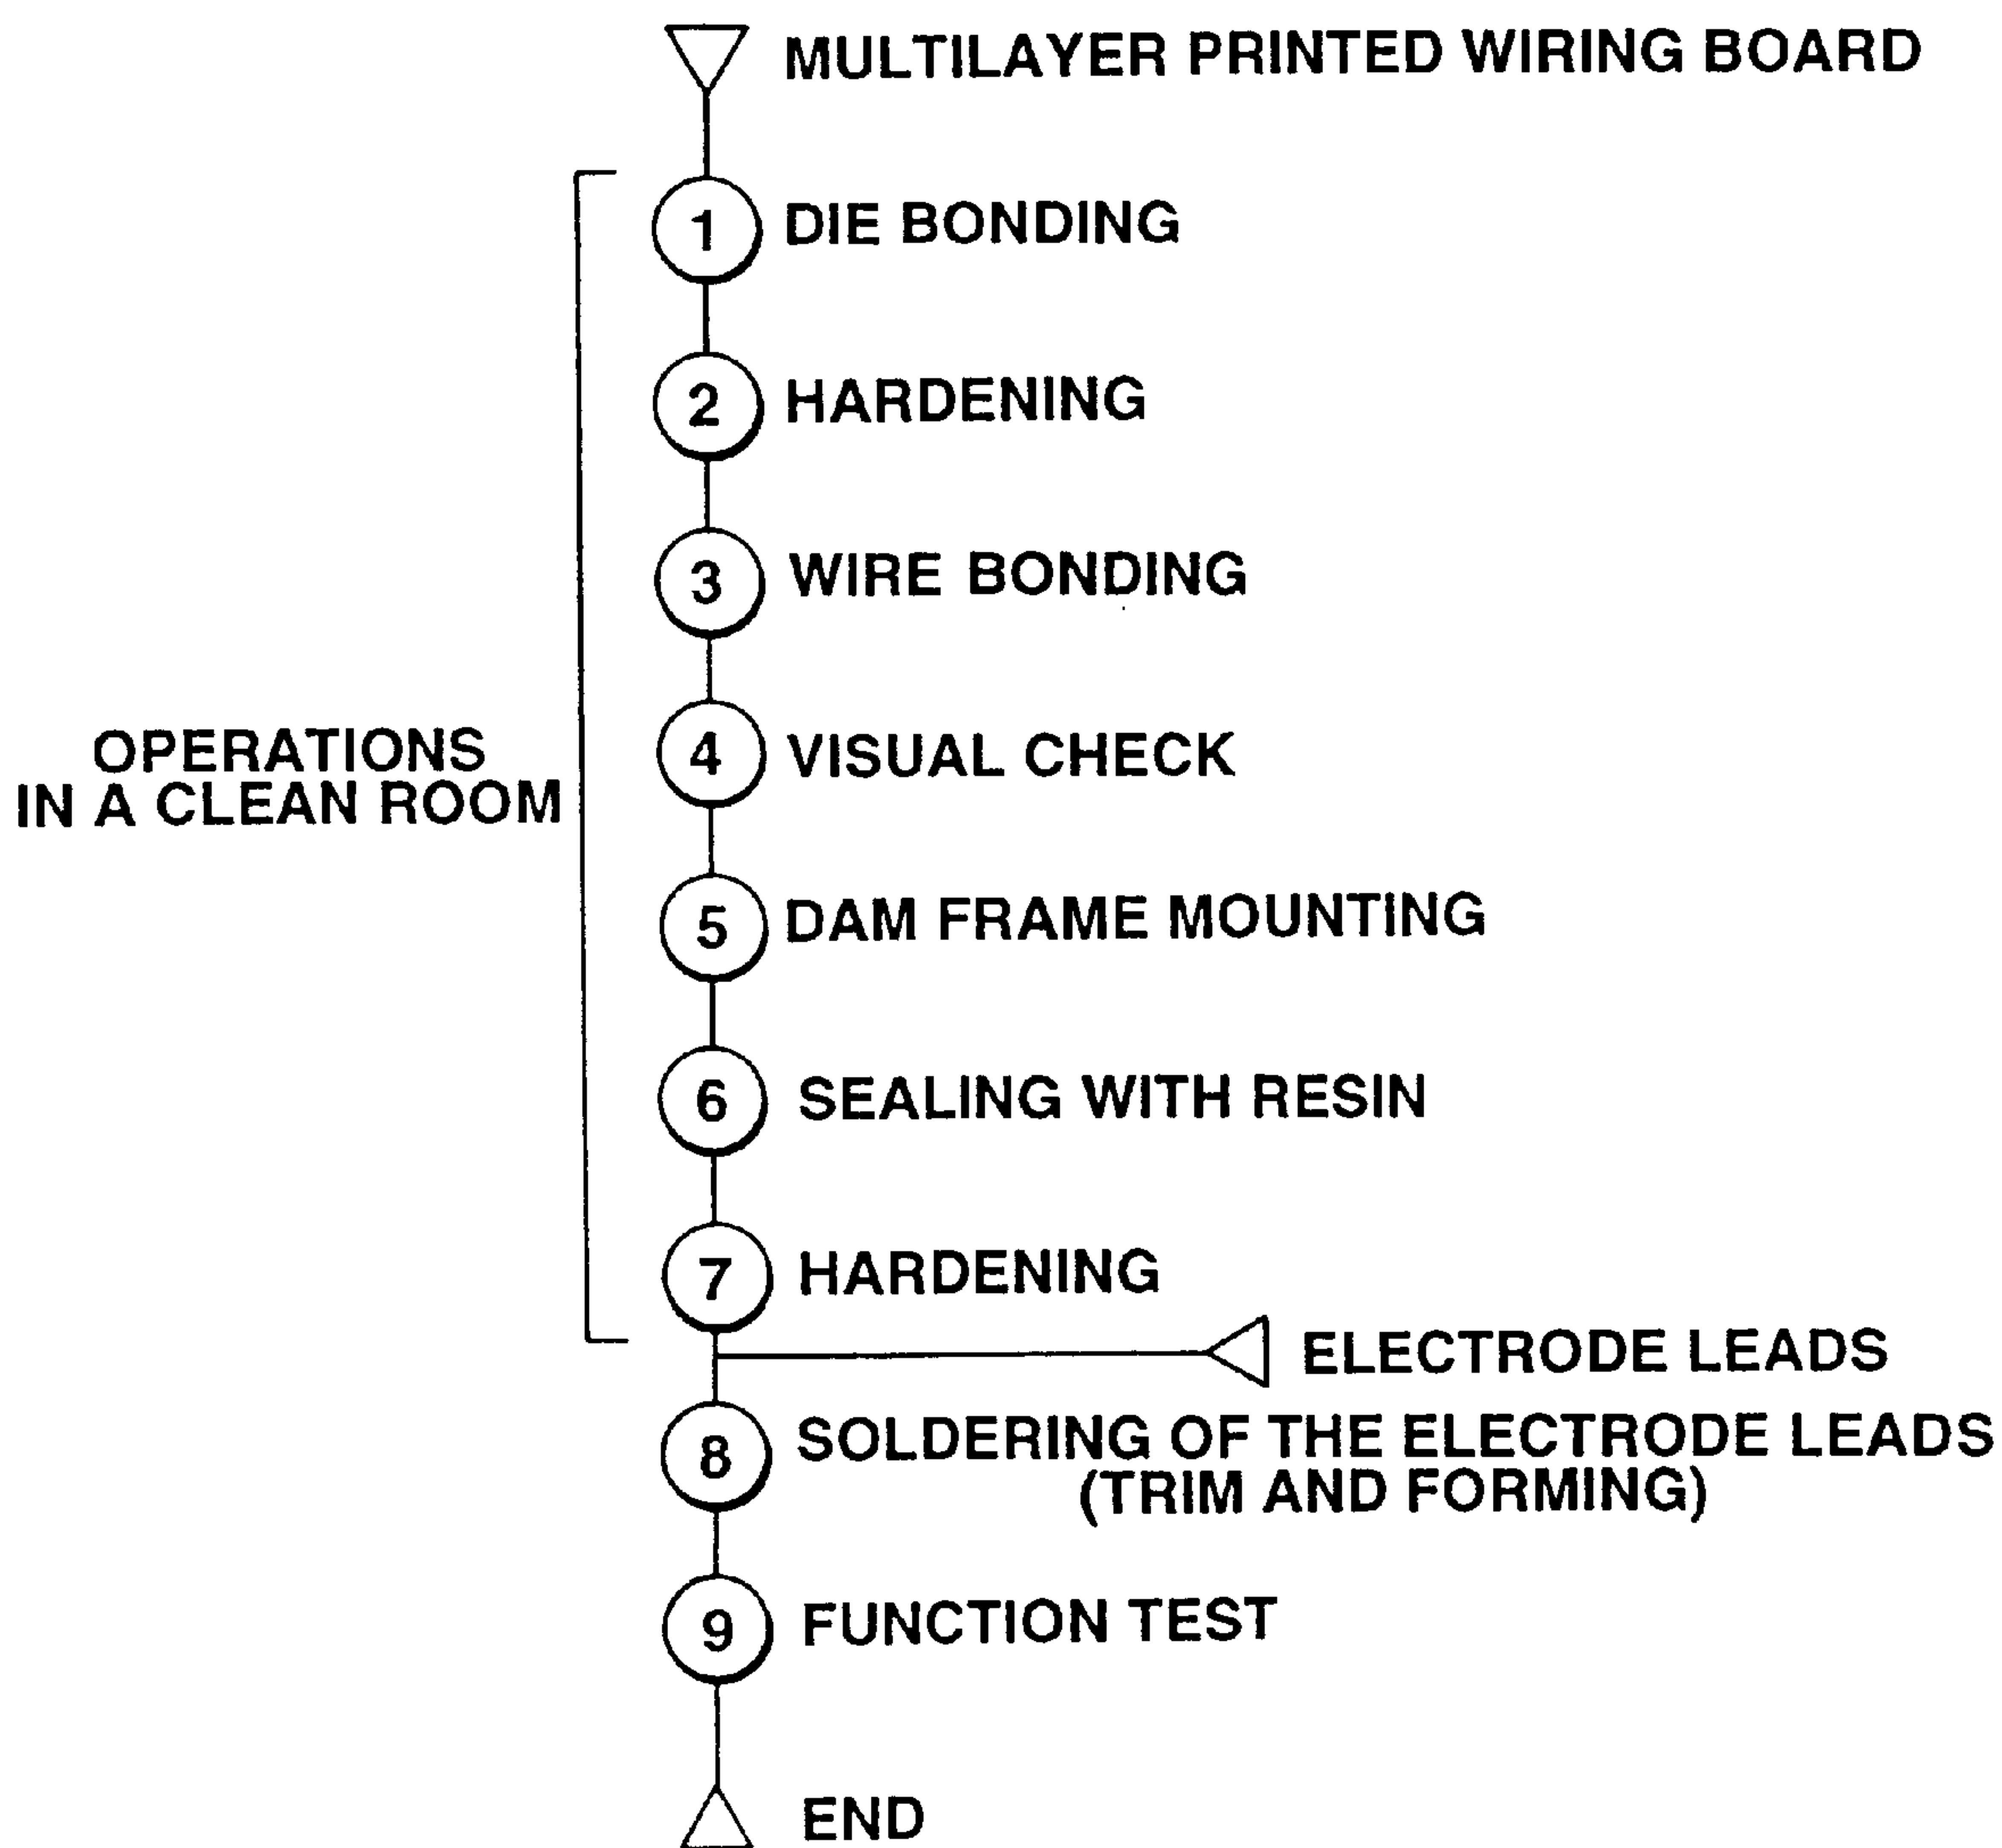 MULTILAYER PRINTED WIRING BOARD
1 DIE BONDING
2 HARDENING
3 WIRE BONDING
4 VISUAL CHECK
OPERATIONS
IN A CLEAN ROOM
5 DAM FRAME MOUNTING
6 SEALING WITH RESIN
7 HARDENING
ELECTRODE LEADS
8 SOLDERING OF THE ELECTRODE LEADS
(TRIM AND FORMING)
9 FUNCTION TEST
END